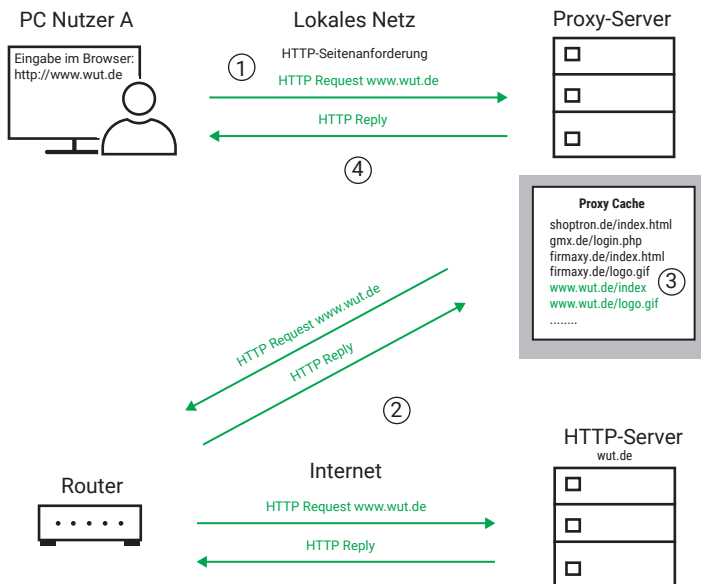 PC Nutzer A
Lokales Netz
Proxy-Server
Eingabe im Browser:
http://www.wut.de
1
HTTP-Seitenanforderung
HTTP Request www.wut.de
HTTP Reply
4
Proxy Cache
shoptron.de/index.html
gmx.de/login.php
firmaxy.de/index.html
firmaxy.de/logo.gif
www.wut.de/index
www.wut.de/logo.gif
........
3
HTTP Request www.wut.de
HTTP Reply
2
HTTP-Server
wut.de
Router
Internet
HTTP Request www.wut.de
HTTP Reply